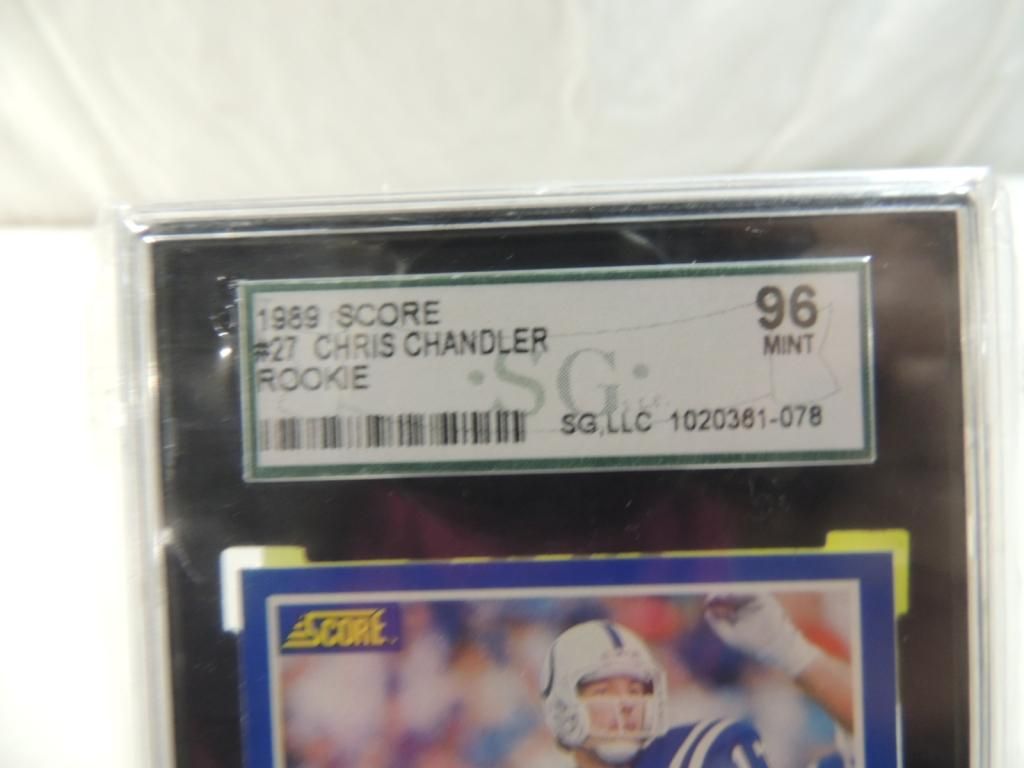 1989 SCORE
96
#27 CHRIS CHANDLER
MINT
ROOKIE
·SG·
SG,LLC 1020361-078
SCORE